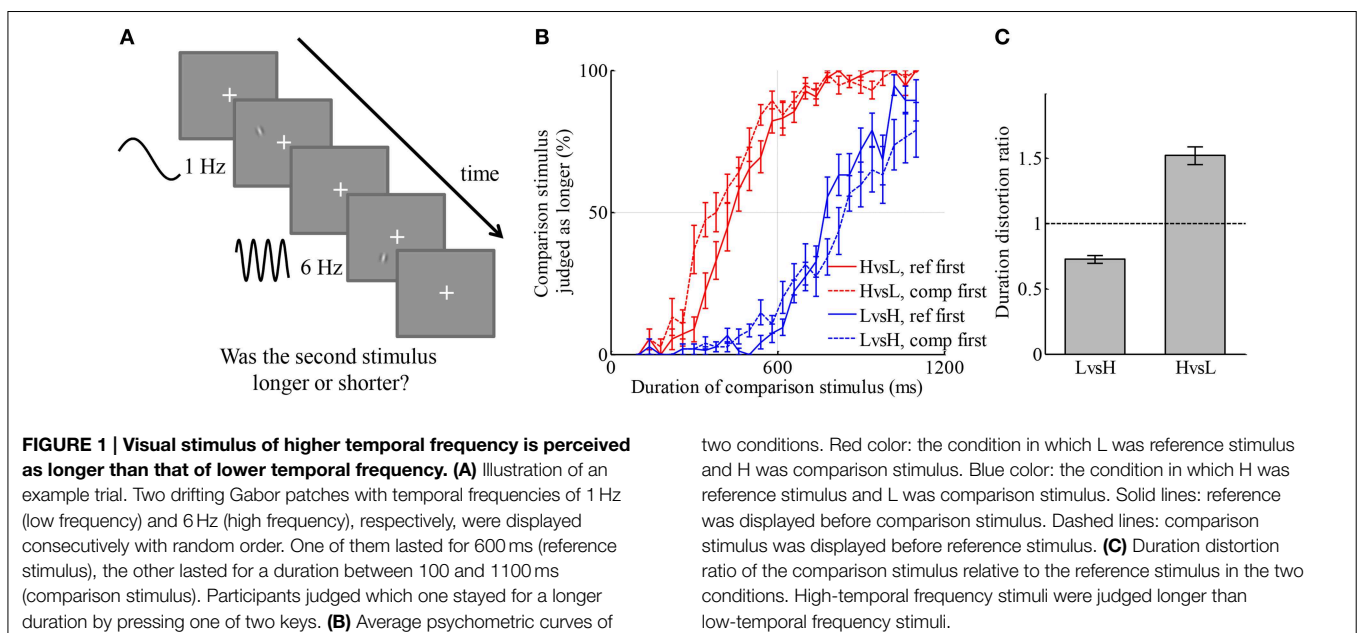 A
1 Hz
6 Hz
time
Was the second stimulus
longer or shorter?
B
Comparison stimulus
judged as longer (%)
100
50
0
0
600
1200
Duration of comparison stimulus (ms)
HvsL, ref first
HvsL, comp first
LvsH, ref first
LvsH, comp first
C
Duration distortion ratio
1.5
1
0.5
0
LvsH
HvsL
FIGURE 1 | Visual stimulus of higher temporal frequency is perceived
as longer than that of lower temporal frequency. (A) Illustration of an
example trial. Two drifting Gabor patches with temporal frequencies of 1 Hz
(low frequency) and 6 Hz (high frequency), respectively, were displayed
consecutively with random order. One of them lasted for 600 ms (reference
stimulus), the other lasted for a duration between 100 and 1100 ms
(comparison stimulus). Participants judged which one stayed for a longer
duration by pressing one of two keys. (B) Average psychometric curves of
two conditions. Red color: the condition in which L was reference stimulus
and H was comparison stimulus. Blue color: the condition in which H was
reference stimulus and L was comparison stimulus. Solid lines: reference
was displayed before comparison stimulus. Dashed lines: comparison
stimulus was displayed before reference stimulus. (C) Duration distortion
ratio of the comparison stimulus relative to the reference stimulus in the two
conditions. High-temporal frequency stimuli were judged longer than
low-temporal frequency stimuli.